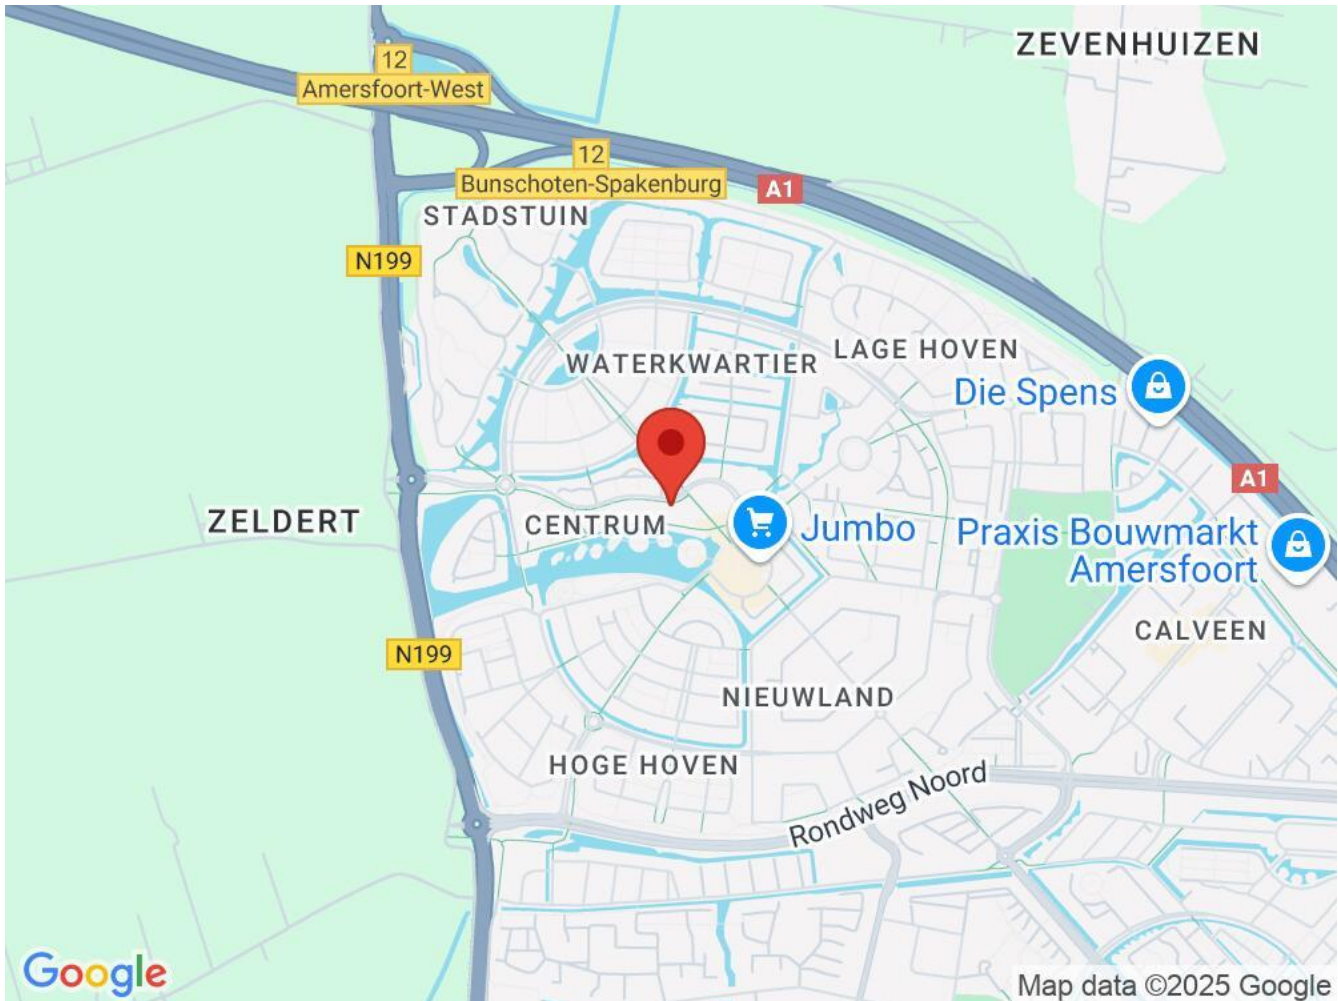 ZEVENHUIZEN
12
Amersfoort-West
12
Bunschoten-Spakenburg
A1
STADSTUIN
N199
WATERKWARTIER
LAGE HOVEN
Die Spens
A1
ZELDERT
CENTRUM
Jumbo
Praxis Bouwmarkt
Amersfoort
CALVEEN
N199
NIEUWLAND
HOGE HOVEN
Rondweg Noord
Google
Map data ©2025 Google